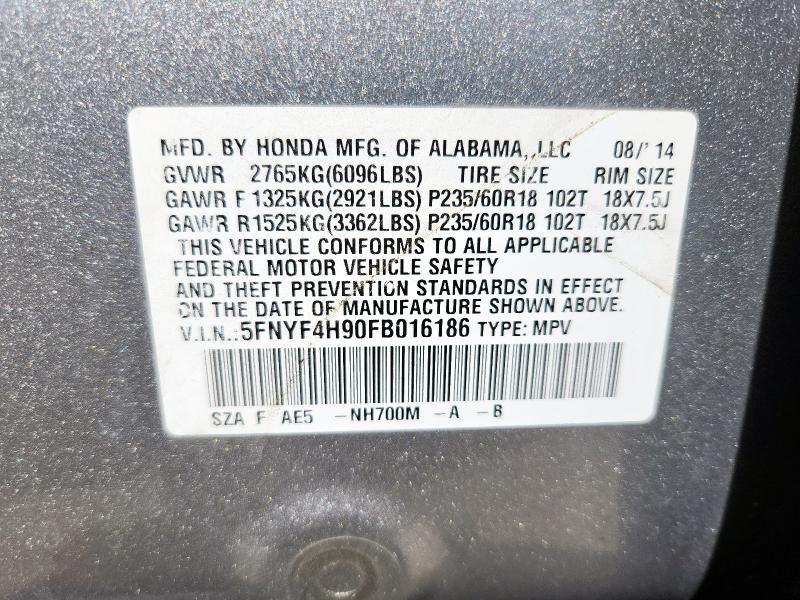 MFD. BY HONDA MFG. OF ALABAMA, LLC 08/'14
GVWR 2765KG(6096LBS) TIRE SIZE RIM SIZE
GAWR F 1325KG(2921LBS) P235/60R18 102T 18X7.5J
GAWR R1525KG(3362LBS) P235/60R18 102T 18X7.5J
THIS VEHICLE CONFORMS TO ALL APPLICABLE
FEDERAL MOTOR VEHICLE SAFETY
AND THEFT PREVENTION STANDARDS IN EFFECT
ON THE DATE OF MANUFACTURE SHOWN ABOVE.
V.I.N.:5FNYF4H90FB016186 TYPE: MPV
SZA F AE5 -NH700M -A -B